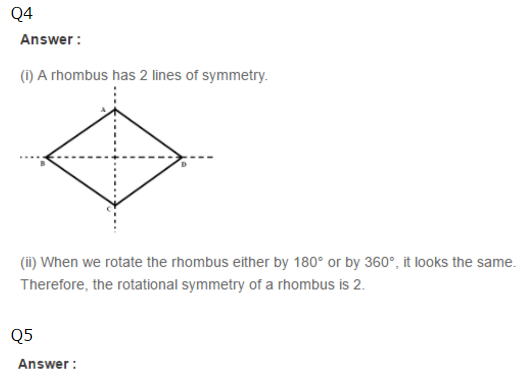 Q4
Answer :
(i) A rhombus has 2 lines of symmetry.
A
B
D
C
(ii) When we rotate the rhombus either by 180° or by 360°, it looks the same.
Therefore, the rotational symmetry of a rhombus is 2.
Q5
Answer :